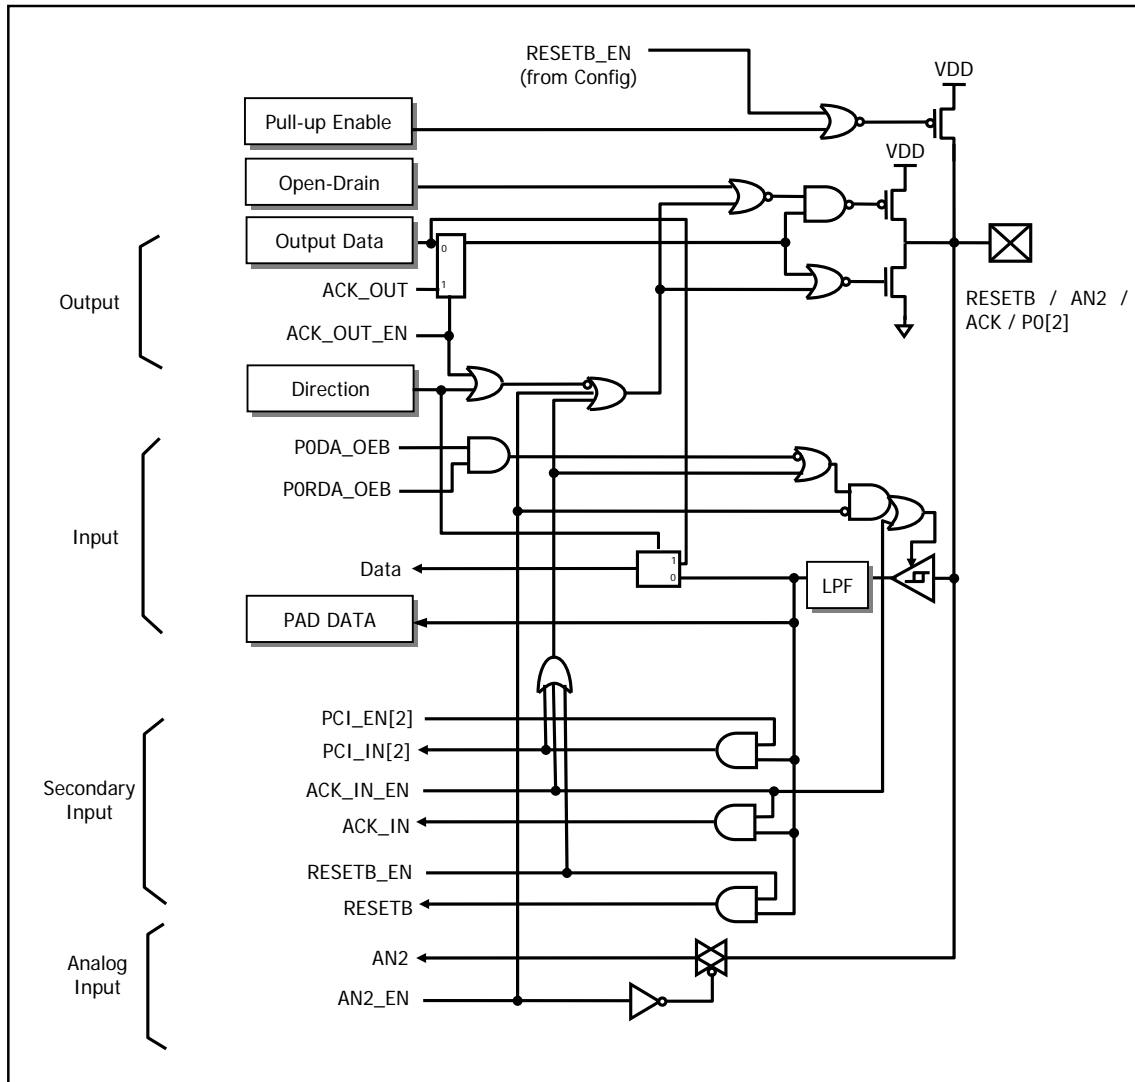 RESETB_EN
(from Config)
VDD
Pull-up Enable
VDD
Open-Drain
Output Data
0
1
ACK_OUT
Output
RESETB / AN2 /
ACK / P0[2]
ACK_OUT_EN
Direction
P0DA_OEB
P0RDA_OEB
Input
Data
1
0
LPF
PAD DATA
PCI_EN[2]
PCI_IN[2]
Secondary
Input
ACK_IN_EN
ACK_IN
RESETB_EN
RESETB
Analog
Input
AN2
AN2_EN